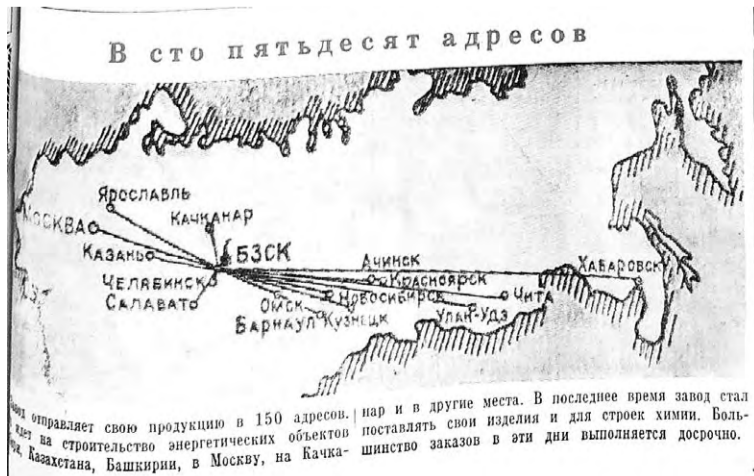 В сто пятьдесят адресов
ЯРОСЛАВЛЬ
МОСКВА
КАЧКАНАР
КАЗАНЬ
БЗСК
АЧИНСК
КРАСНОЯРСК
ХАБАРОВСК
ЧЕЛЯБИНСК
САЛАВАТ
ОМСК
НОВОСИБИРСК
ЧИТА
БАРНАУЛ
КУЗНЕЦК
УЛАН-УДЭ
отправляет свою продукцию в 150 адресов.
идет на строительство энергетических объектов
Казахстана, Башкирии, в Москву, на Качка-
нар и в другие места. В последнее время завод стал
поставлять свои изделия и для строек химии. Боль-
шинство заказов в эти дни выполняется досрочно.